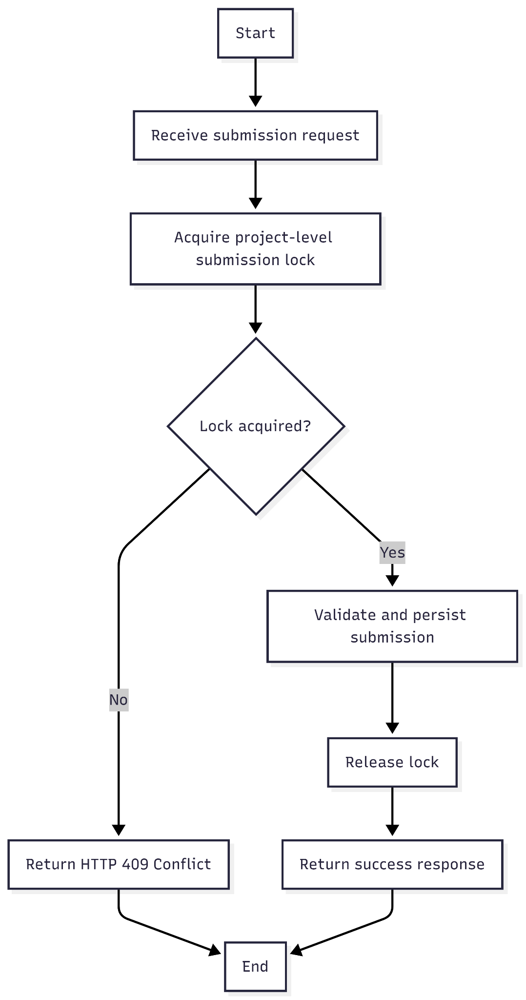 Start
Receive submission request
Acquire project-level
submission lock
Lock acquired?
Yes
Validate and persist
submission
No
Release lock
Return HTTP 409 Conflict
Return success response
End